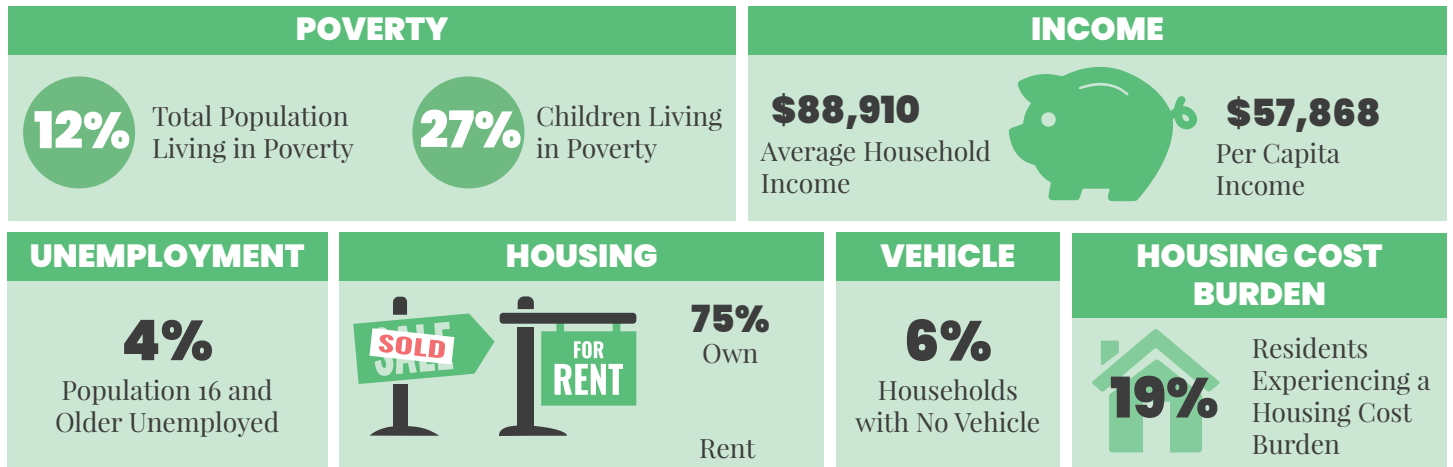 POVERTY
12%
Total Population
Living in Poverty
27%
Children Living
in Poverty
INCOME
$88,910
Average Household
Income
$57,868
Per Capita
Income
UNEMPLOYMENT
4%
Population 16 and
Older Unemployed
HOUSING
SALE
SOLD
FOR
RENT
75%
Own
Rent
VEHICLE
6%
Households
with No Vehicle
HOUSING COST
BURDEN
19%
Residents
Experiencing a
Housing Cost
Burden